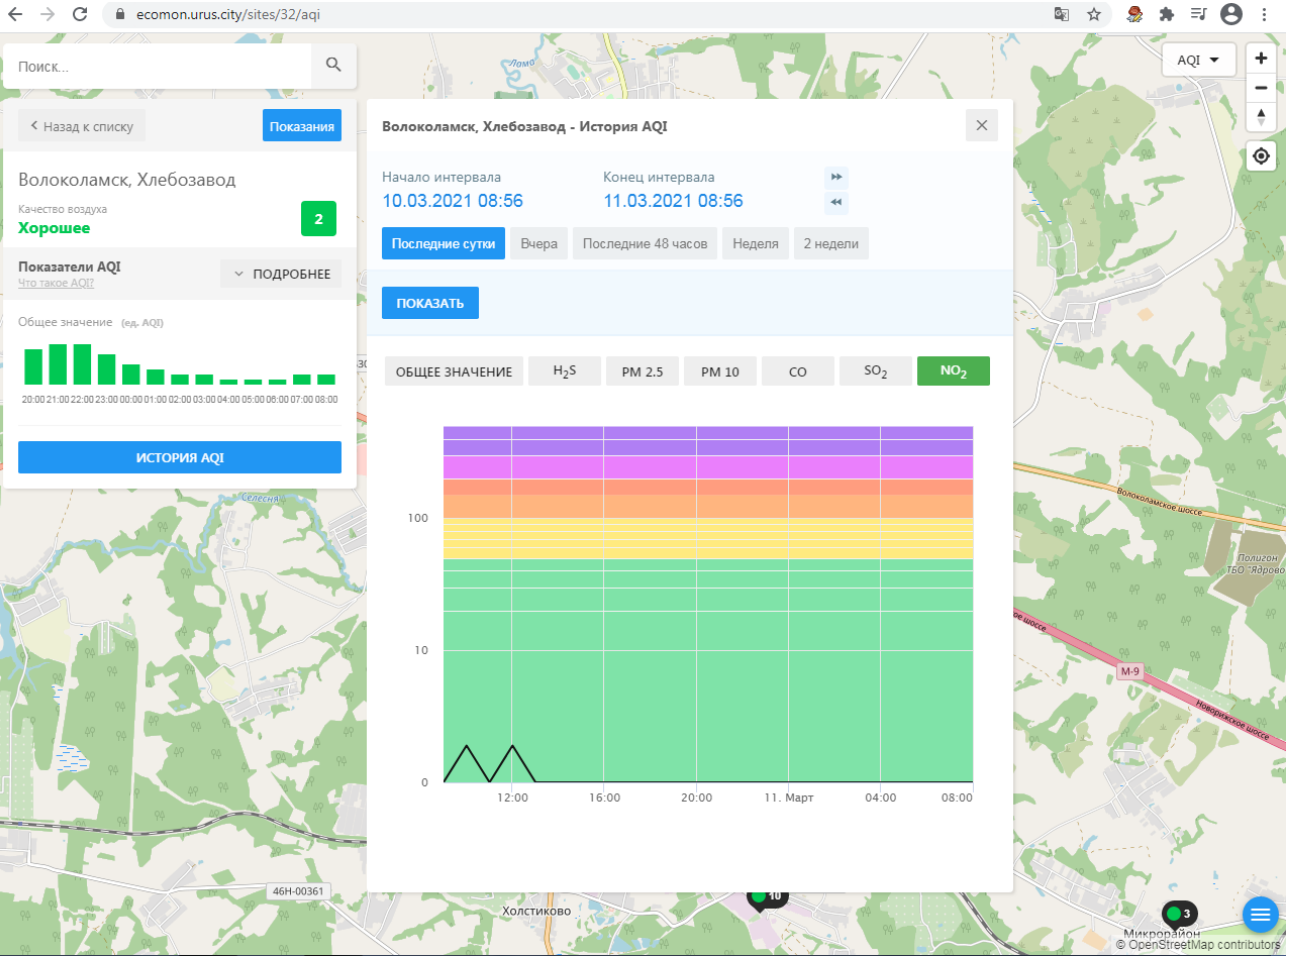 ecomon.urus.city/sites/32/aqi
Поиск...
AQI
Назад к списку
Показания
Волоколамск, Хлебозавод
Качество воздуха
Хорошее
2
Показатели AQI
Что такое AQI?
ПОДРОБНЕЕ
Общее значение (ед. AQI)
20:00 21:00 22:00 23:00 00:00 01:00 02:00 03:00 04:00 05:00 06:00 07:00 08:00
ИСТОРИЯ AQI
Волоколамск, Хлебозавод - История AQI
Начало интервала
Конец интервала
10.03.2021 08:56
11.03.2021 08:56
Последние сутки
Вчера
Последние 48 часов
Неделя
2 недели
ПОКАЗАТЬ
ОБЩЕЕ ЗНАЧЕНИЕ
H₂S
PM 2.5
PM 10
CO
SO₂
NO₂
100
10
0
12:00
16:00
20:00
11. Март
04:00
08:00
Лама
Селесня
Волоколамское шоссе
Полигон
ТБО "Ядрово
ое шоссе
М-9
Новорижское шоссе
46Н-00361
Холстиково
10
3
Микрорайон
© OpenStreetMap contributors